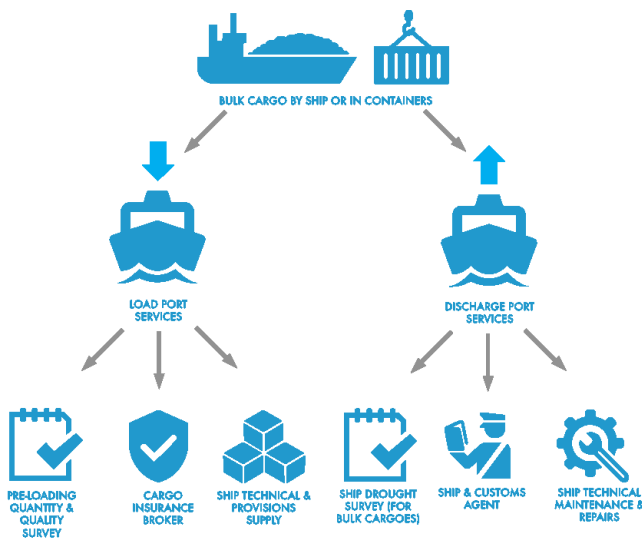 BULK CARGO BY SHIP OR IN CONTAINERS
LOAD PORT
SERVICES
DISCHARGE PORT
SERVICES
PRE-LOADING
QUANTITY &
QUALITY
SURVEY
CARGO
INSURANCE
BROKER
SHIP TECHNICAL &
PROVISIONS
SUPPLY
SHIP DROUGHT
SURVEY (FOR
BULK CARGOES)
SHIP & CUSTOMS
AGENT
SHIP TECHNICAL
MAINTENANCE &
REPAIRS